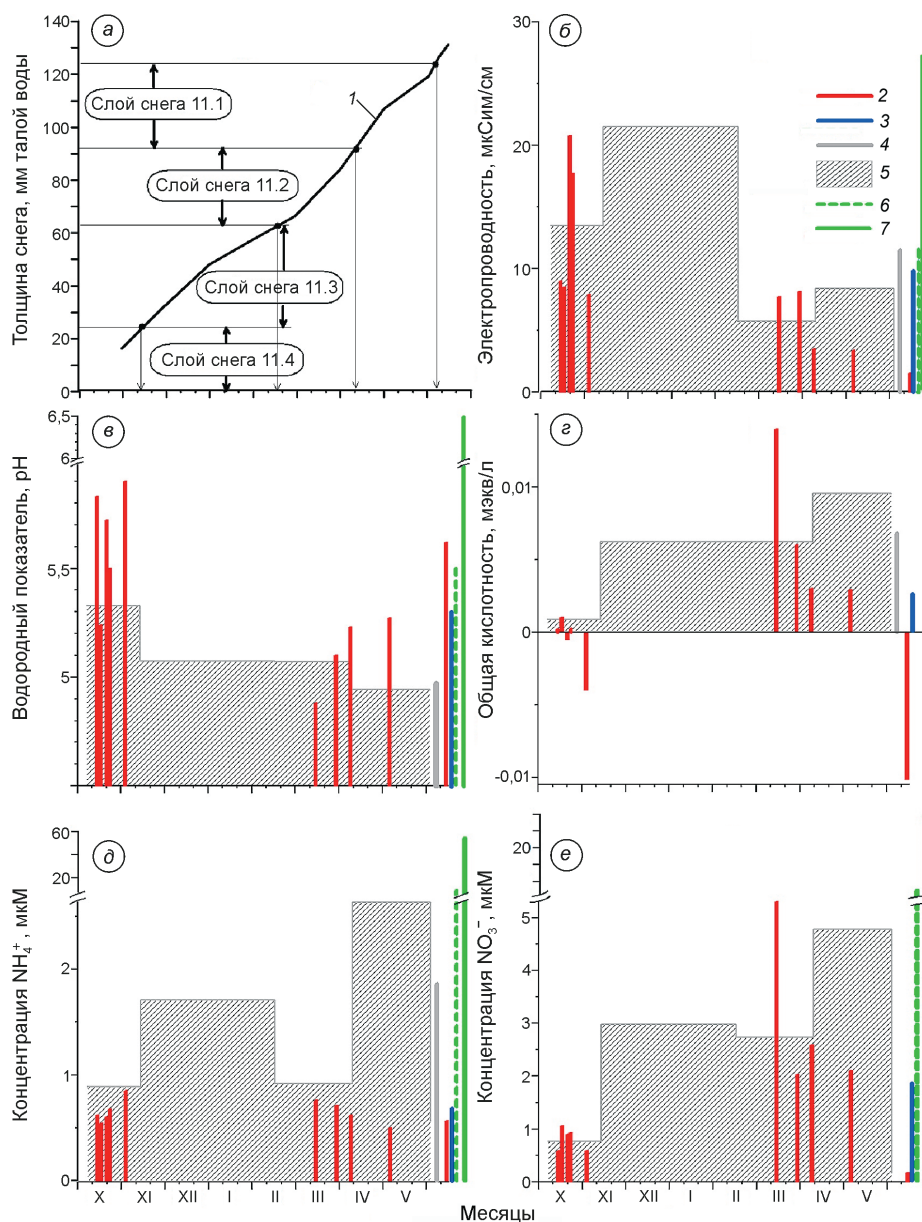 а
Толщина снега, мм талой воды
140
120
100
80
60
40
20
0
Слой снега 11.1
Слой снега 11.2
Слой снега 11.3
Слой снега 11.4
1
б
Электропроводность, мкСим/см
30
20
10
0
2
3
4
5
6
7
в
Водородный показатель, pH
6,5
6
5,5
5
г
Общая кислотность, мэкв/л
0,01
0
-0,01
д
Концентрация NH₄⁺, мкМ
60
20
2
1
0
X XI XII I II III IV V
е
Концентрация NO₃⁻, мкМ
20
5
4
3
2
1
0
X XI XII I II III IV V
Месяцы